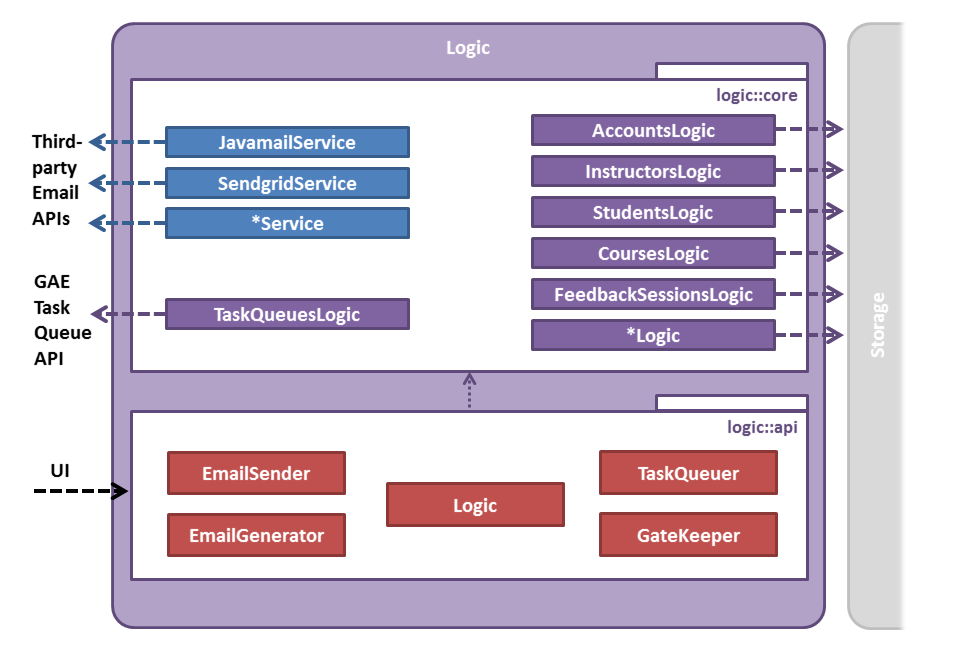 Logic
logic::core
Third-
party
Email
APIs
JavamailService
SendgridService
*Service
GAE
Task
Queue
API
TaskQueuesLogic
AccountsLogic
InstructorsLogic
StudentsLogic
CoursesLogic
FeedbackSessionsLogic
*Logic
Storage
logic::api
UI
EmailSender
EmailGenerator
Logic
TaskQueuer
GateKeeper